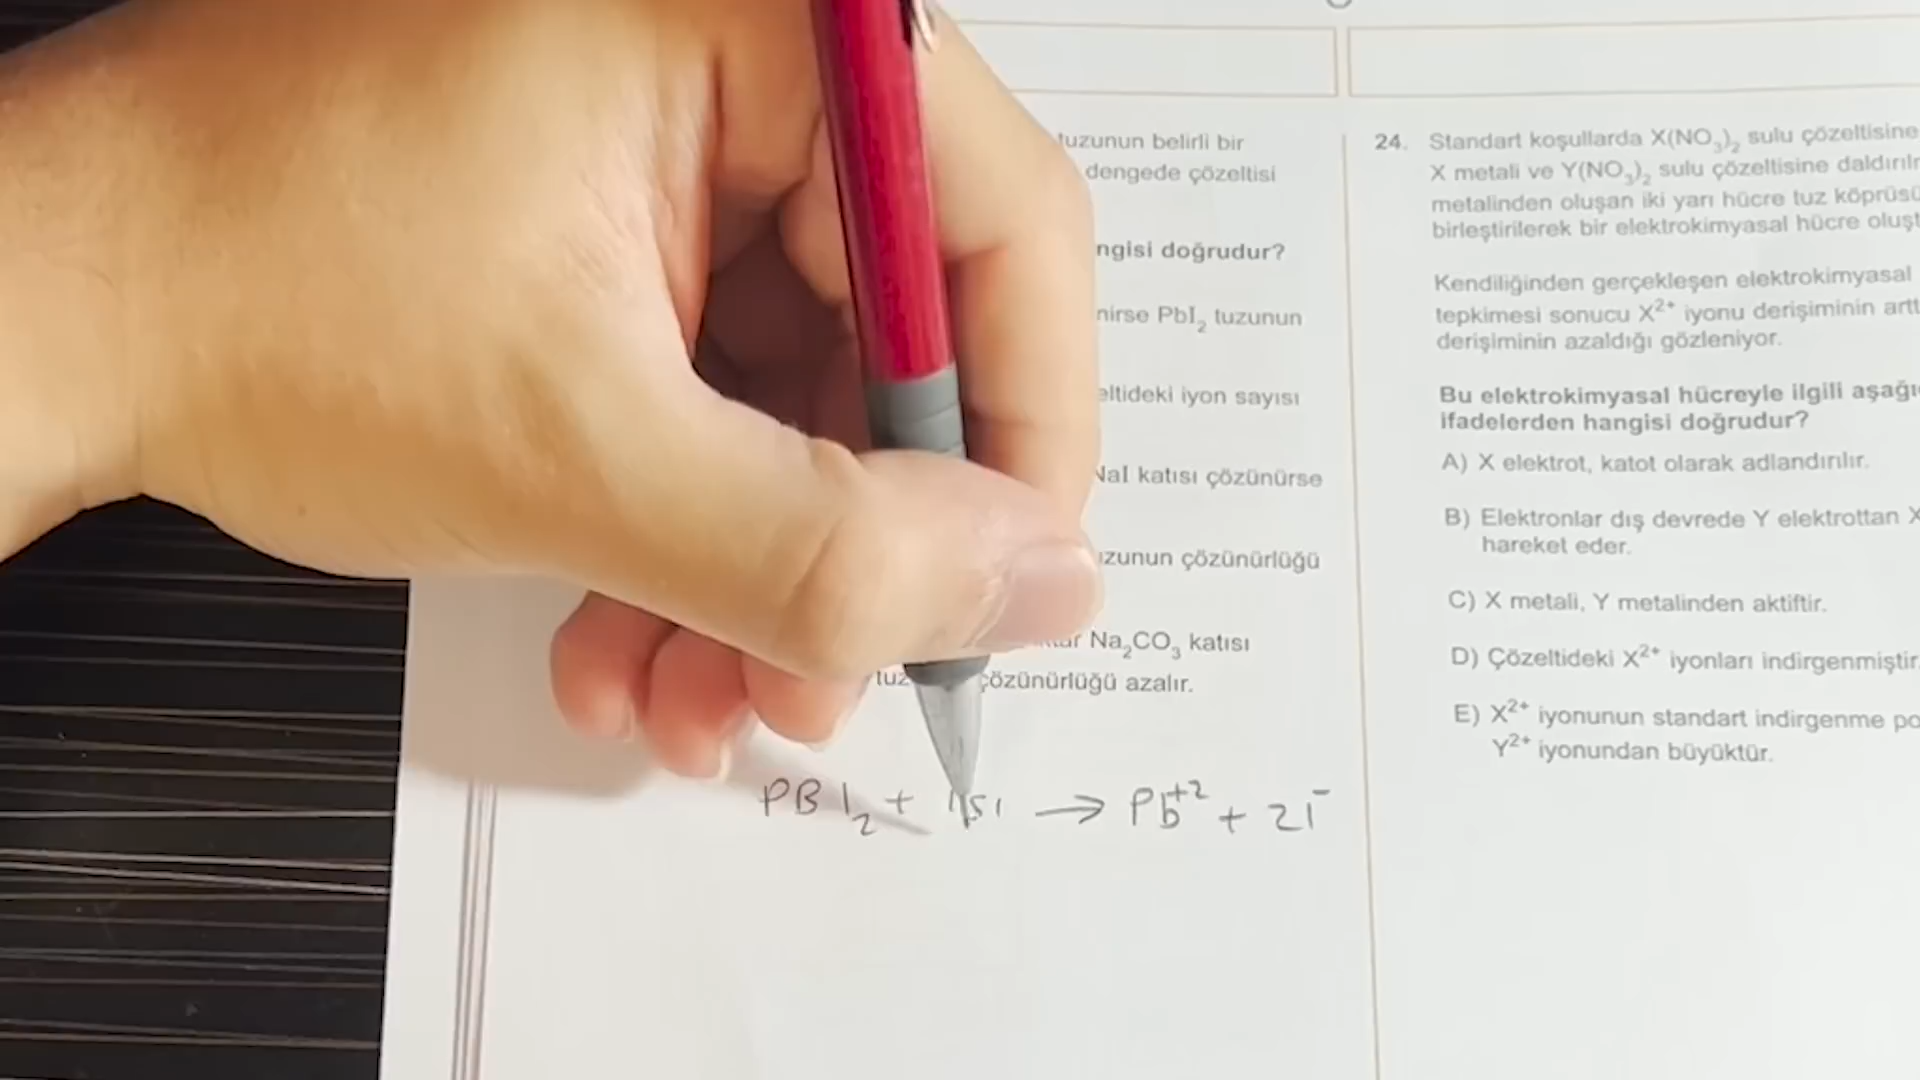 tuzunun belirli bir
dengede çözeltisi
ngisi doğrudur?
nirse PbI₂ tuzunun
eltideki iyon sayısı
NaI katısı çözünürse
uzunun çözünürlüğü
Na₂CO₃ katısı
tuz çözünürlüğü azalır.
PBI₂ + ısı → Pb⁺² + 2I⁻
24. Standart koşullarda X(NO₃)₂ sulu çözeltisine
X metali ve Y(NO₃)₂ sulu çözeltisine daldırılr
metalinden oluşan iki yarı hücre tuz köprüsü
birleştirilerek bir elektrokimyasal hücre oluşt
Kendiliğinden gerçekleşen elektrokimyasal
tepkimesi sonucu X²⁺ iyonu derişiminin artt
derişiminin azaldığı gözleniyor.
Bu elektrokimyasal hücreyle ilgili aşağı
ifadelerden hangisi doğrudur?
A) X elektrot, katot olarak adlandırılır.
B) Elektronlar dış devrede Y elektrottan X
hareket eder.
C) X metali, Y metalinden aktiftir.
D) Çözeltideki X²⁺ iyonları indirgenmiştir.
E) X²⁺ iyonunun standart indirgenme po
Y²⁺ iyonundan büyüktür.